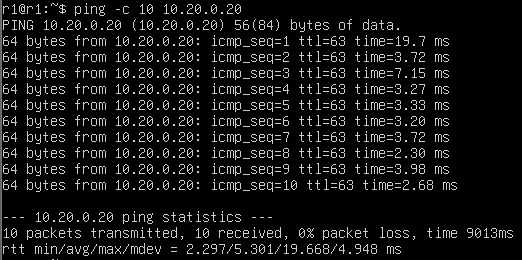 r1@r1:~$ ping -c 10 10.20.0.20
PING 10.20.0.20 (10.20.0.20) 56(84) bytes of data.
64 bytes from 10.20.0.20: icmp_seq=1 ttl=63 time=19.7 ms
64 bytes from 10.20.0.20: icmp_seq=2 ttl=63 time=3.72 ms
64 bytes from 10.20.0.20: icmp_seq=3 ttl=63 time=7.15 ms
64 bytes from 10.20.0.20: icmp_seq=4 ttl=63 time=3.27 ms
64 bytes from 10.20.0.20: icmp_seq=5 ttl=63 time=3.33 ms
64 bytes from 10.20.0.20: icmp_seq=6 ttl=63 time=3.20 ms
64 bytes from 10.20.0.20: icmp_seq=7 ttl=63 time=3.72 ms
64 bytes from 10.20.0.20: icmp_seq=8 ttl=63 time=2.30 ms
64 bytes from 10.20.0.20: icmp_seq=9 ttl=63 time=3.98 ms
64 bytes from 10.20.0.20: icmp_seq=10 ttl=63 time=2.68 ms
--- 10.20.0.20 ping statistics ---
10 packets transmitted, 10 received, 0% packet loss, time 9013ms
rtt min/avg/max/mdev = 2.297/5.301/19.668/4.948 ms